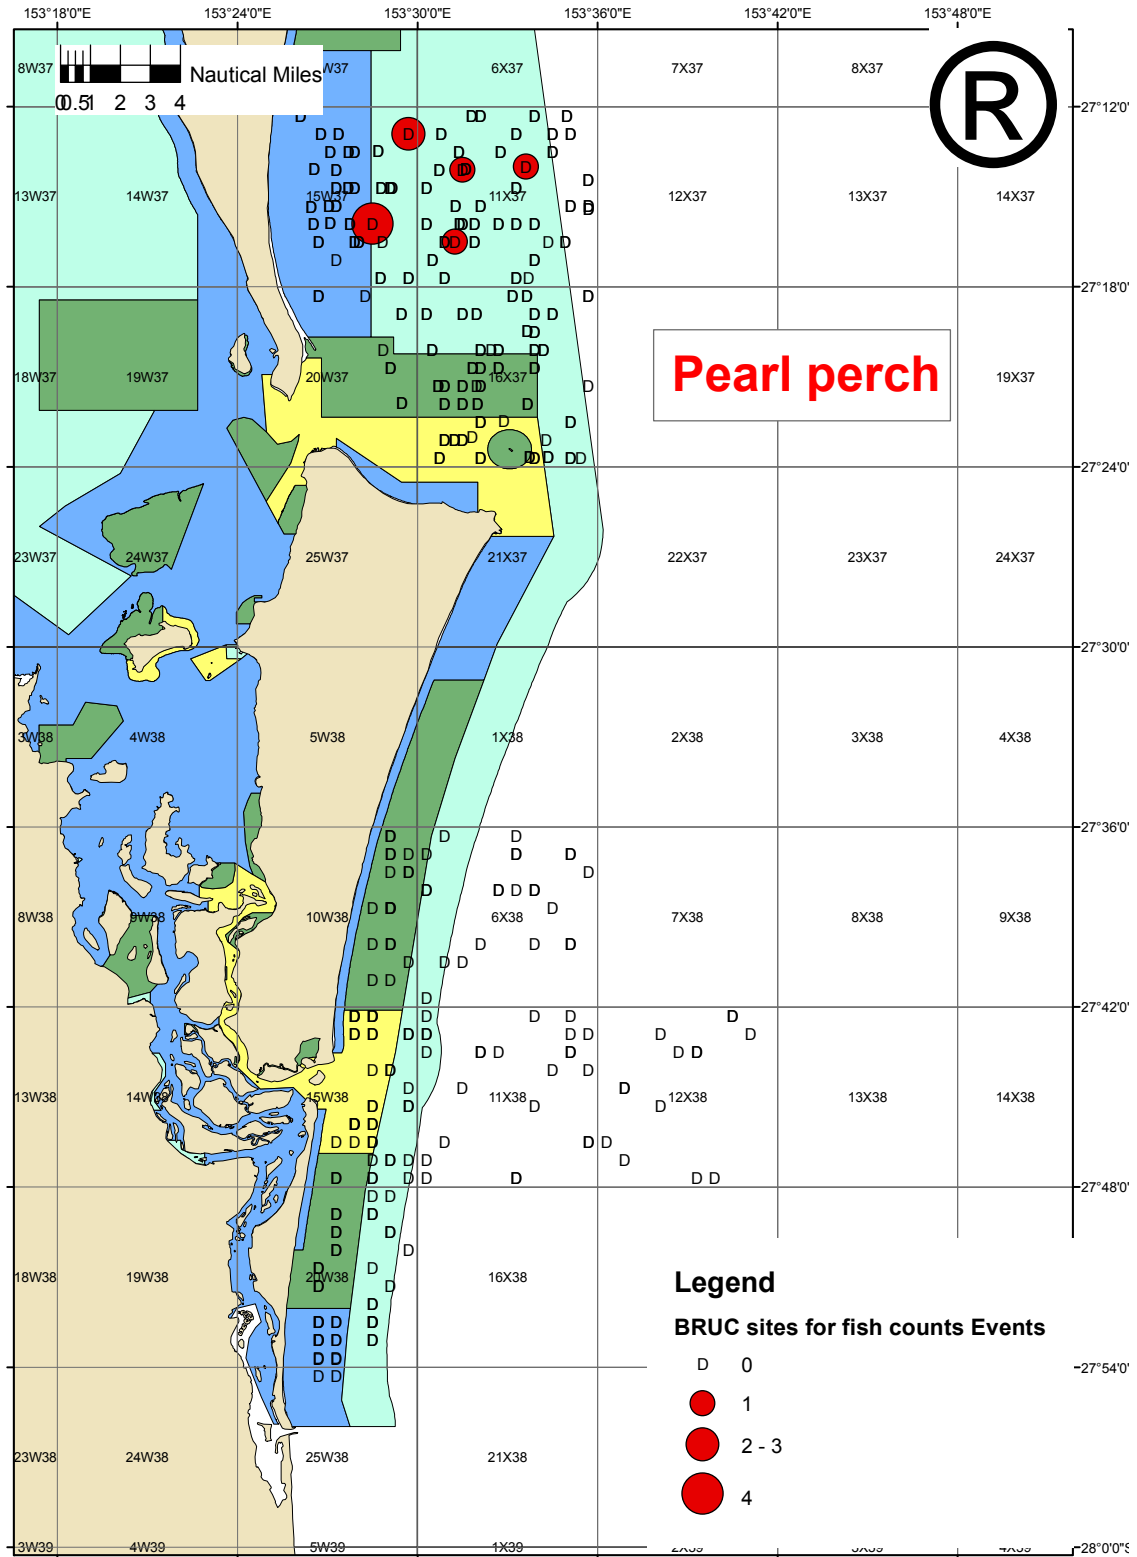 153°18'0"E 153°24'0"E 153°30'0"E 153°36'0"E 153°42'0"E 153°48'0"E
8W37 W37 6X37 7X37 8X37
Nautical Miles
0 0.5 1 2 3 4
®
27°12'0"
13W37 14W37 15W37 11X37 12X37 13X37 14X37
27°18'0"
Pearl perch
18W37 19W37 20W37 16X37 19X37
27°24'0"
23W37 24W37 25W37 21X37 22X37 23X37 24X37
27°30'0"
3W38 4W38 5W38 1X38 2X38 3X38 4X38
27°36'0"
8W38 9W38 10W38 6X38 7X38 8X38 9X38
27°42'0"
13W38 14W38 15W38 11X38 12X38 13X38 14X38
27°48'0"
18W38 19W38 20W38 16X38
Legend
BRUC sites for fish counts Events
D 0
27°54'0"
1
2 - 3
4
23W38 24W38 25W38 21X38
3W39 4W39 5W39 1X39 2X39 3X39 4X39
28°0'0"S